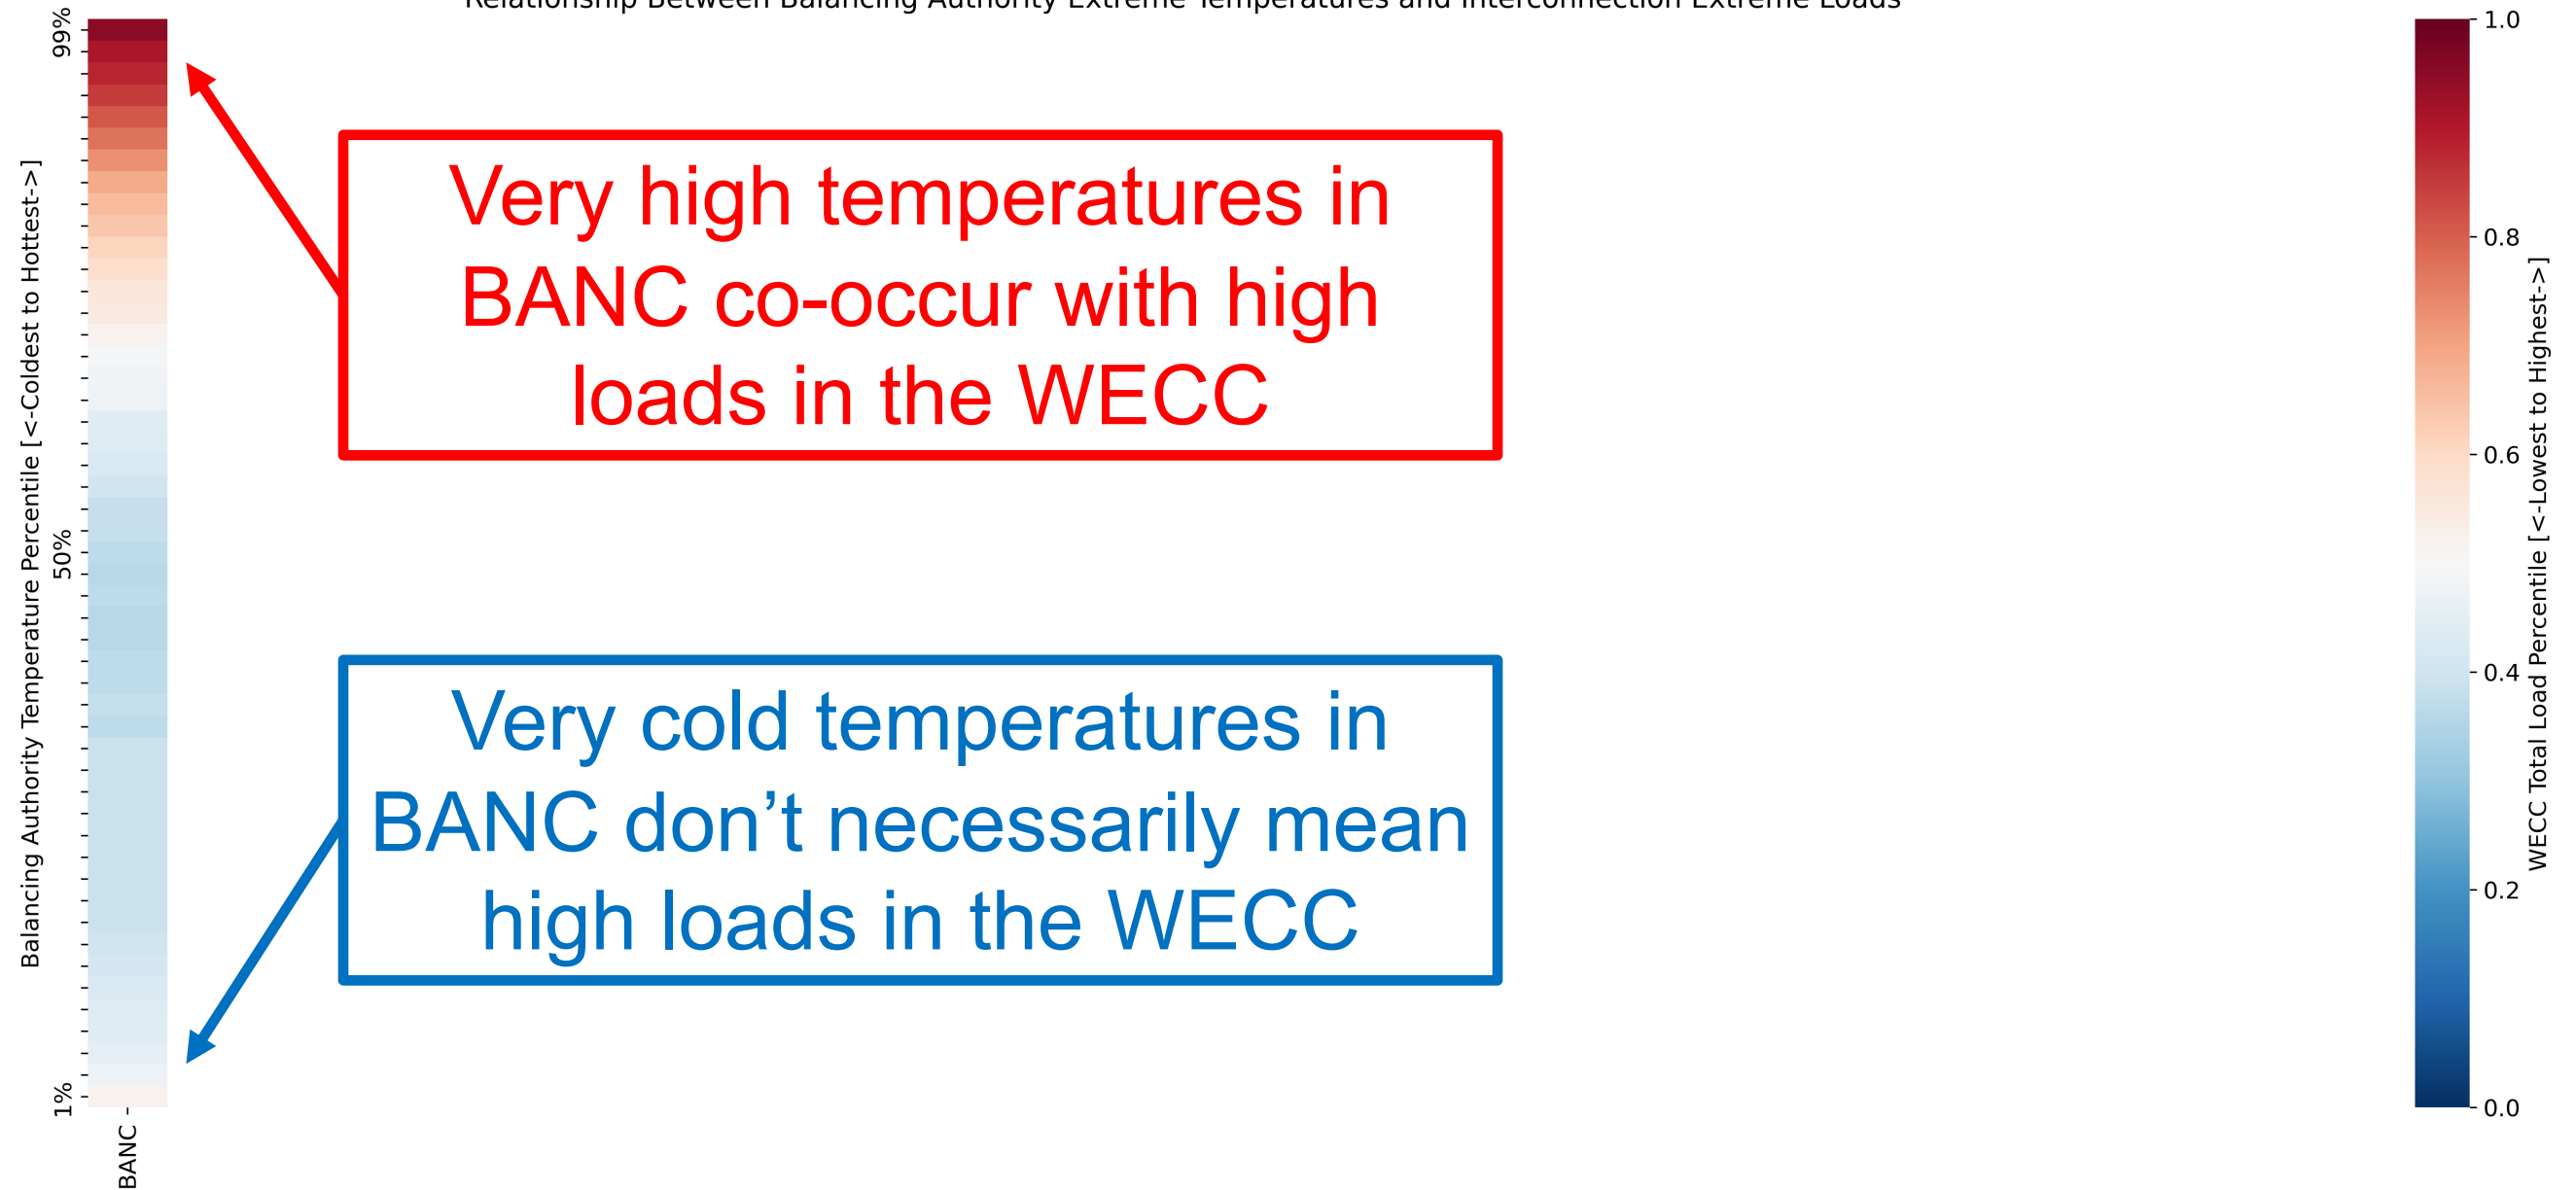 Relationship Between Balancing Authority Extreme Temperatures and Interconnection Extreme Loads
99%
50%
1%
Balancing Authority Temperature Percentile [<-Coldest to Hottest->]
BANC
Very high temperatures in
BANC co-occur with high
loads in the WECC
Very cold temperatures in
BANC don’t necessarily mean
high loads in the WECC
1.0
0.8
0.6
0.4
0.2
0.0
WECC Total Load Percentile [<-Lowest to Highest->]